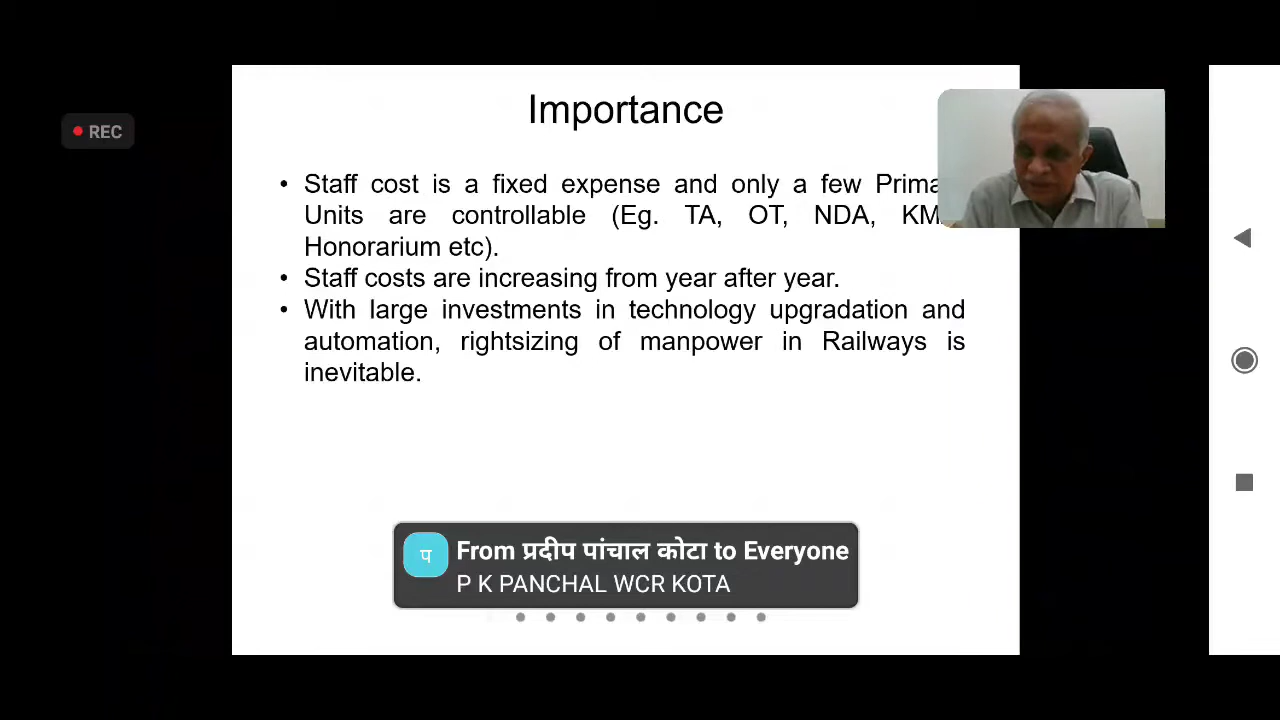 Importance
REC
• Staff cost is a fixed expense and only a few
Units are controllable (Eg. TA, OT, NDA,
Honorarium etc).
• Staff costs are increasing from year after year.
• With large investments in technology upgradation and
automation, rightsizing of manpower in Railways is
inevitable.
प From प्रदीप पांचाल कोटा to Everyone
P K PANCHAL WCR KOTA